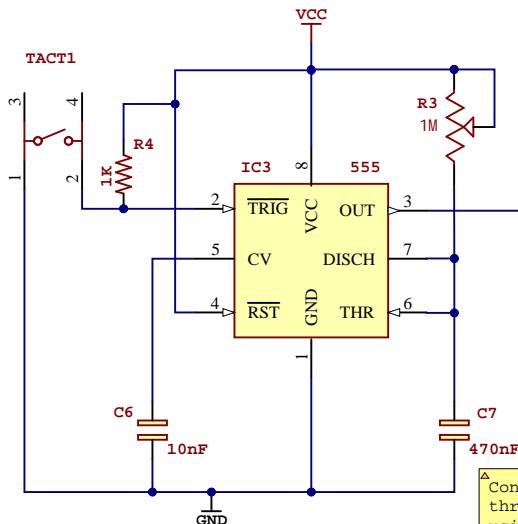 VCC
TACT1
3
4
R4
1K
1
2
R3
1M
IC3
555
8
2
TRIG
VCC
OUT
3
5
CV
DISCH
7
4
RST
GND
THR
6
1
C6
10nF
C7
470nF
GND
Con
thr